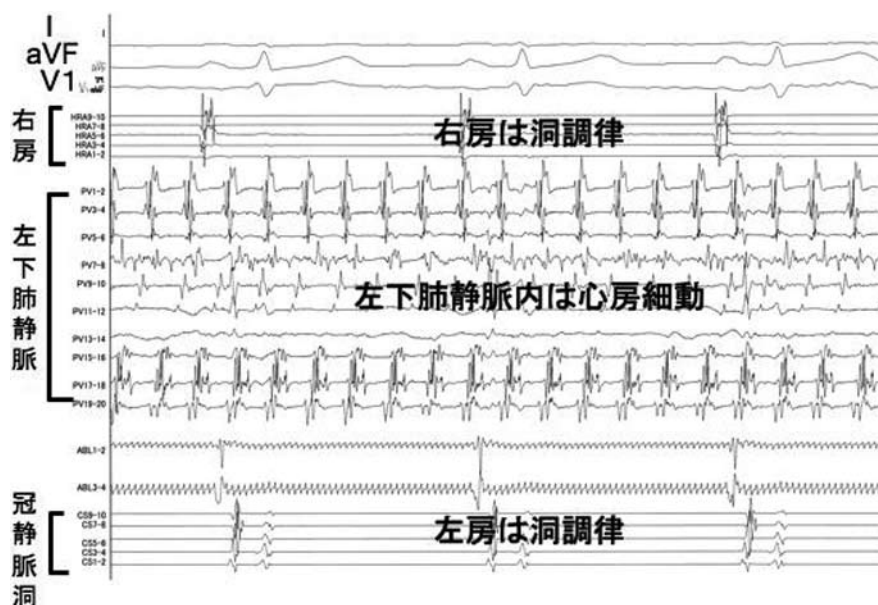 I
aVF
V1
I
HRA9-10
HRA7-8
HRA5-6
HRA3-4
HRA1-2
右房
右房は洞調律
PV1-2
PV3-4
PV5-6
PV7-8
PV9-10
PV11-12
PV13-14
PV15-16
PV17-18
PV19-20
左下肺静脈
左下肺静脈内は心房細動
ABL1-2
ABL3-4
CS9-10
CS7-8
CS5-6
CS3-4
CS1-2
冠静脈洞
左房は洞調律